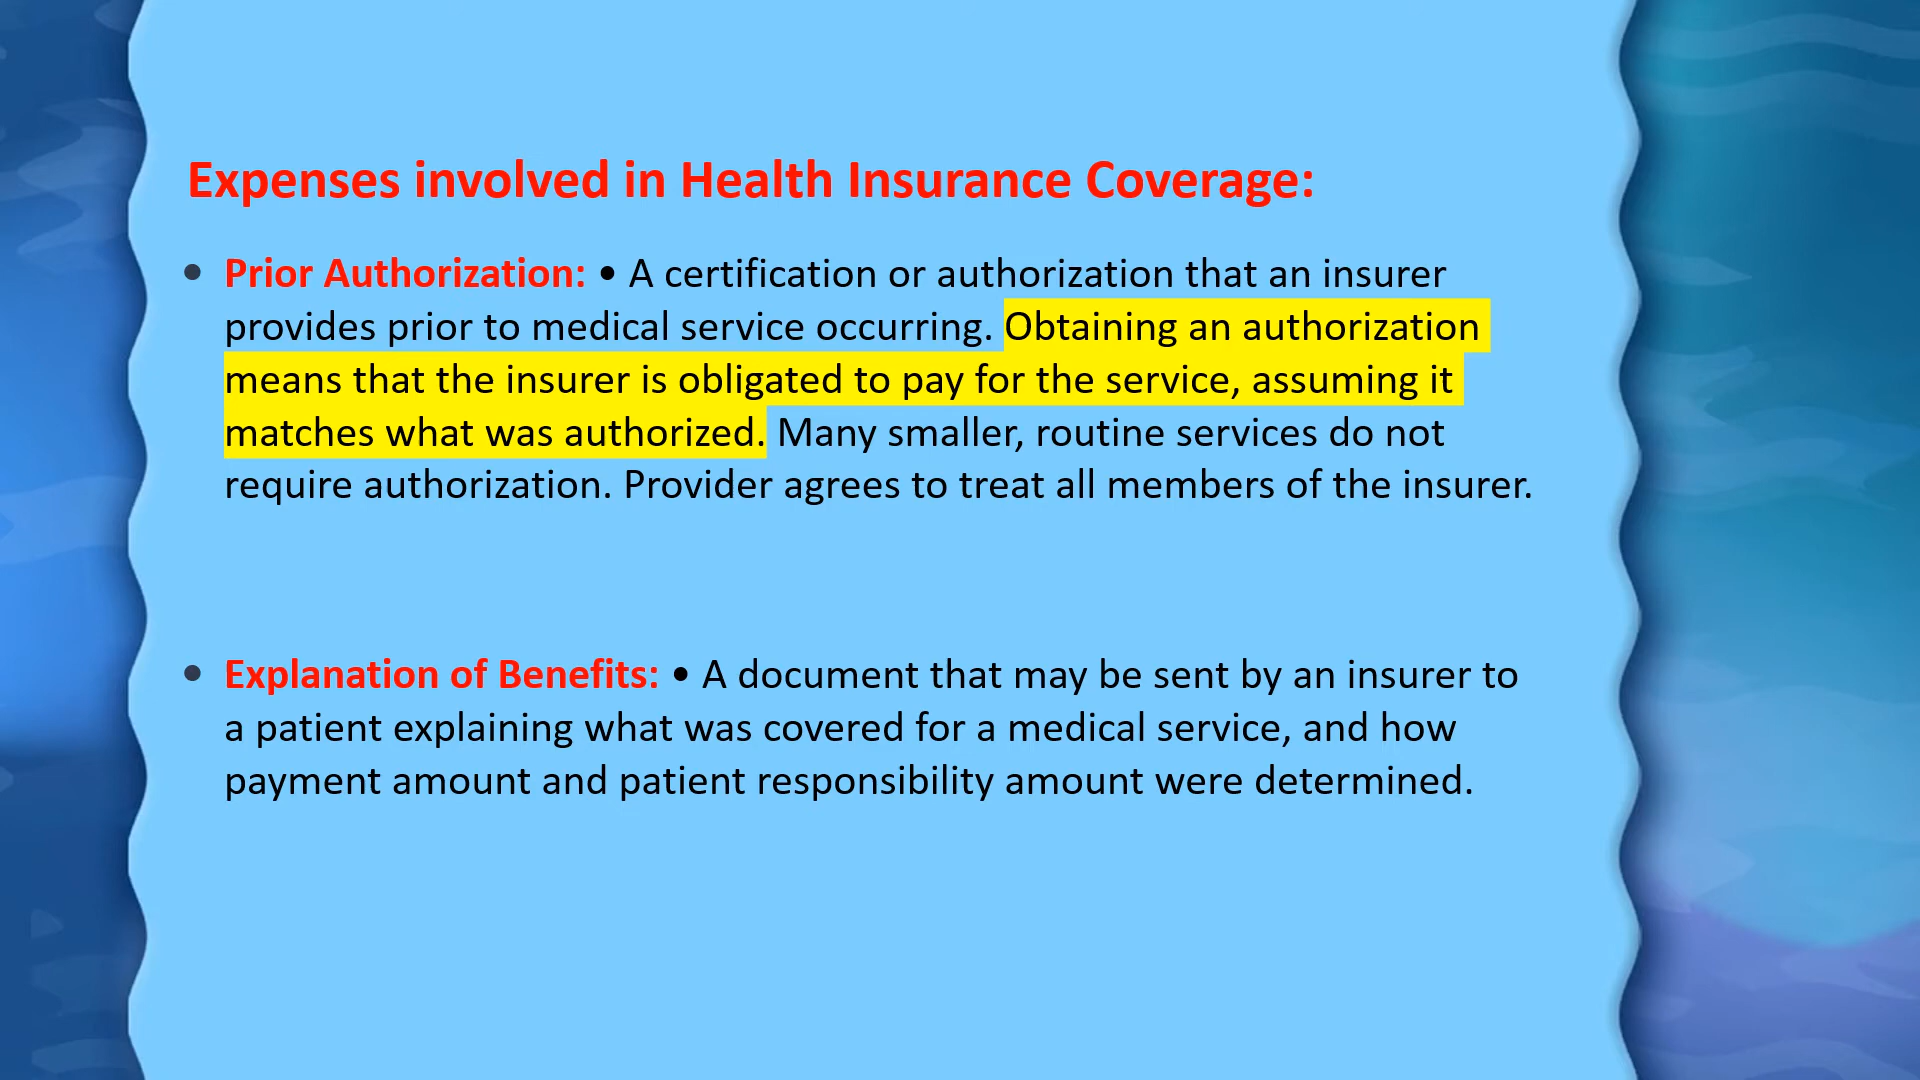 Expenses involved in Health Insurance Coverage:
• Prior Authorization: • A certification or authorization that an insurer
provides prior to medical service occurring. Obtaining an authorization
means that the insurer is obligated to pay for the service, assuming it
matches what was authorized. Many smaller, routine services do not
require authorization. Provider agrees to treat all members of the insurer.
• Explanation of Benefits: • A document that may be sent by an insurer to
a patient explaining what was covered for a medical service, and how
payment amount and patient responsibility amount were determined.